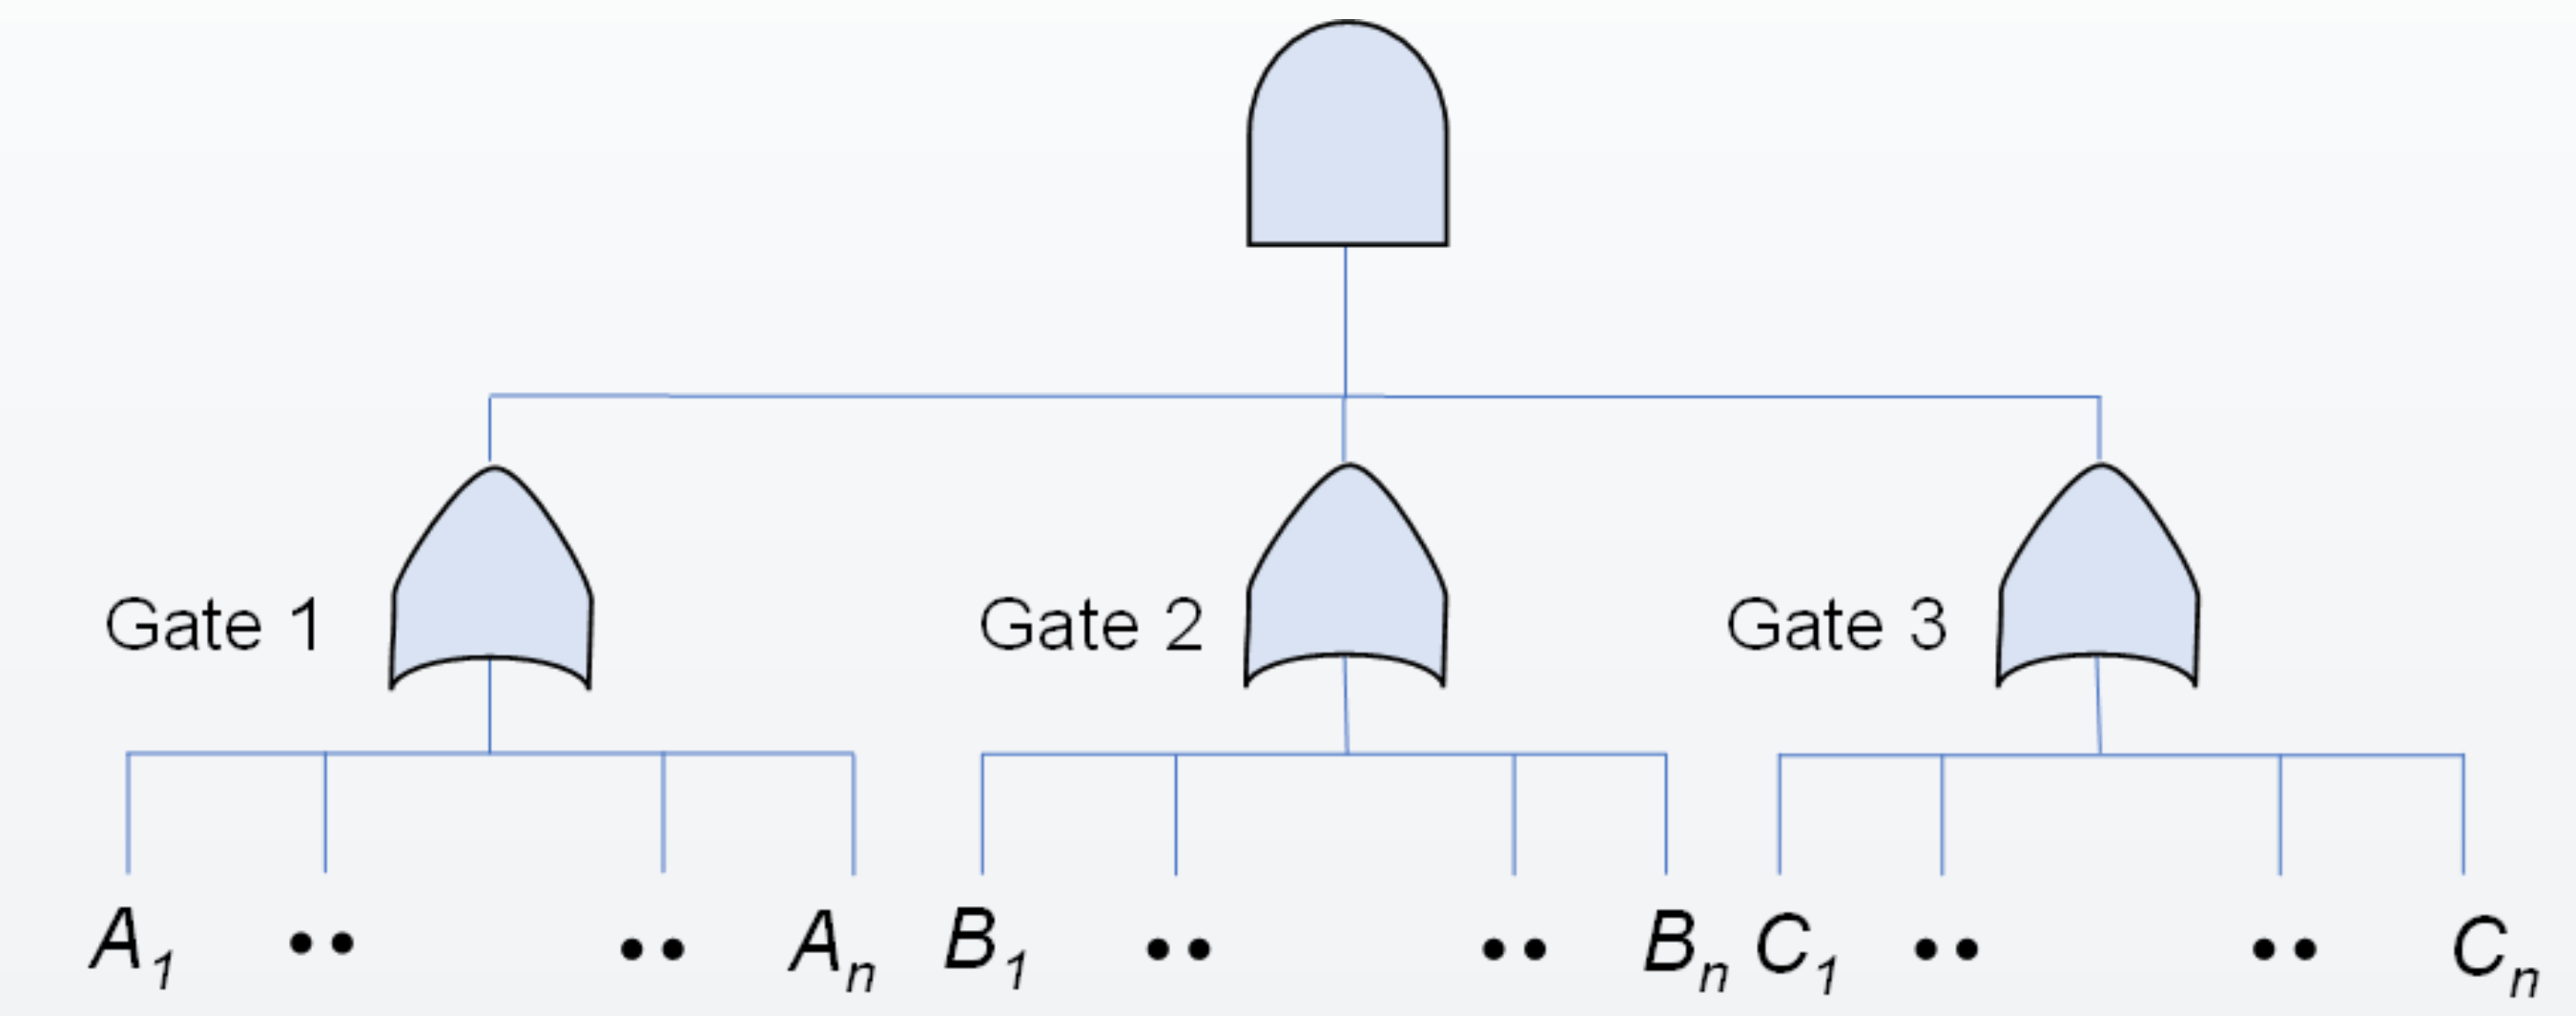 Gate 1 Gate 2 Gate 3
A1 •• •• An B1 •• •• Bn C1 •• •• Cn